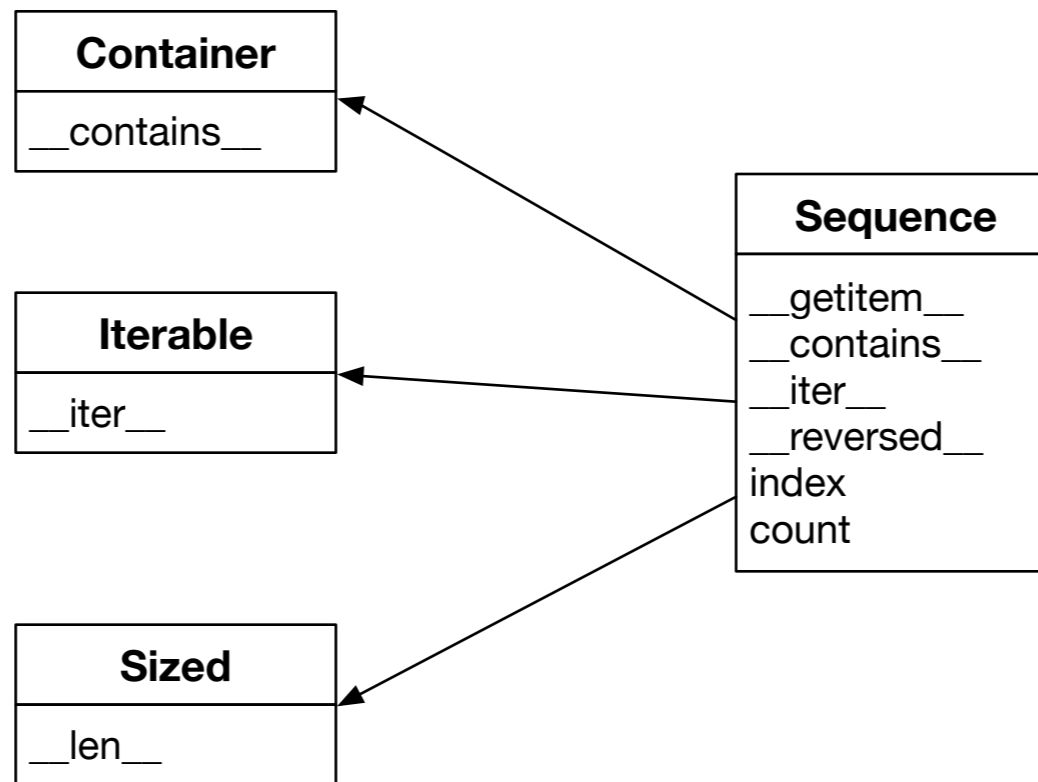 Container
__contains__
Iterable
__iter__
Sized
__len__
Sequence
__getitem__
__contains__
__iter__
__reversed__
index
count